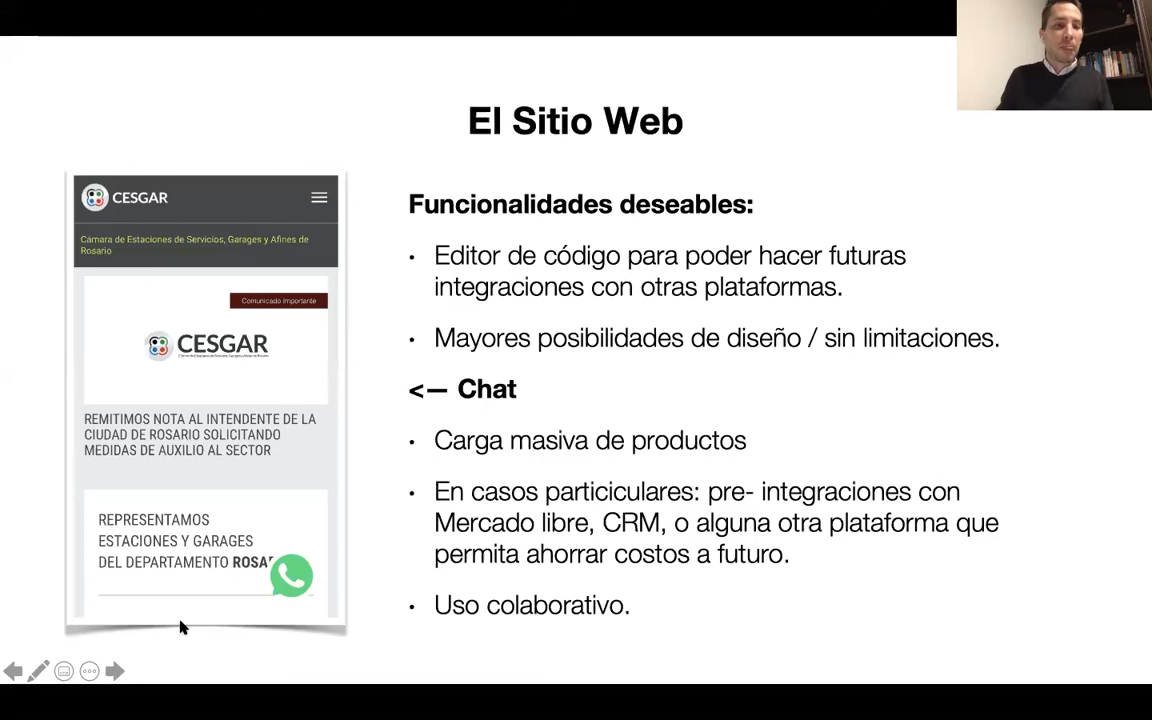 El Sitio Web
CESGAR
Cámara de Estaciones de Servicios, Garages y Afines de
Rosario
Comunicado Importante
CESGAR
REMITIMOS NOTA AL INTENDENTE DE LA
CIUDAD DE ROSARIO SOLICITANDO
MEDIDAS DE AUXILIO AL SECTOR
REPRESENTAMOS
ESTACIONES Y GARAGES
DEL DEPARTAMENTO ROSAR
Funcionalidades deseables:
• Editor de código para poder hacer futuras
integraciones con otras plataformas.
• Mayores posibilidades de diseño / sin limitaciones.
<— Chat
• Carga masiva de productos
• En casos particiculares: pre- integraciones con
Mercado libre, CRM, o alguna otra plataforma que
permita ahorrar costos a futuro.
• Uso colaborativo.